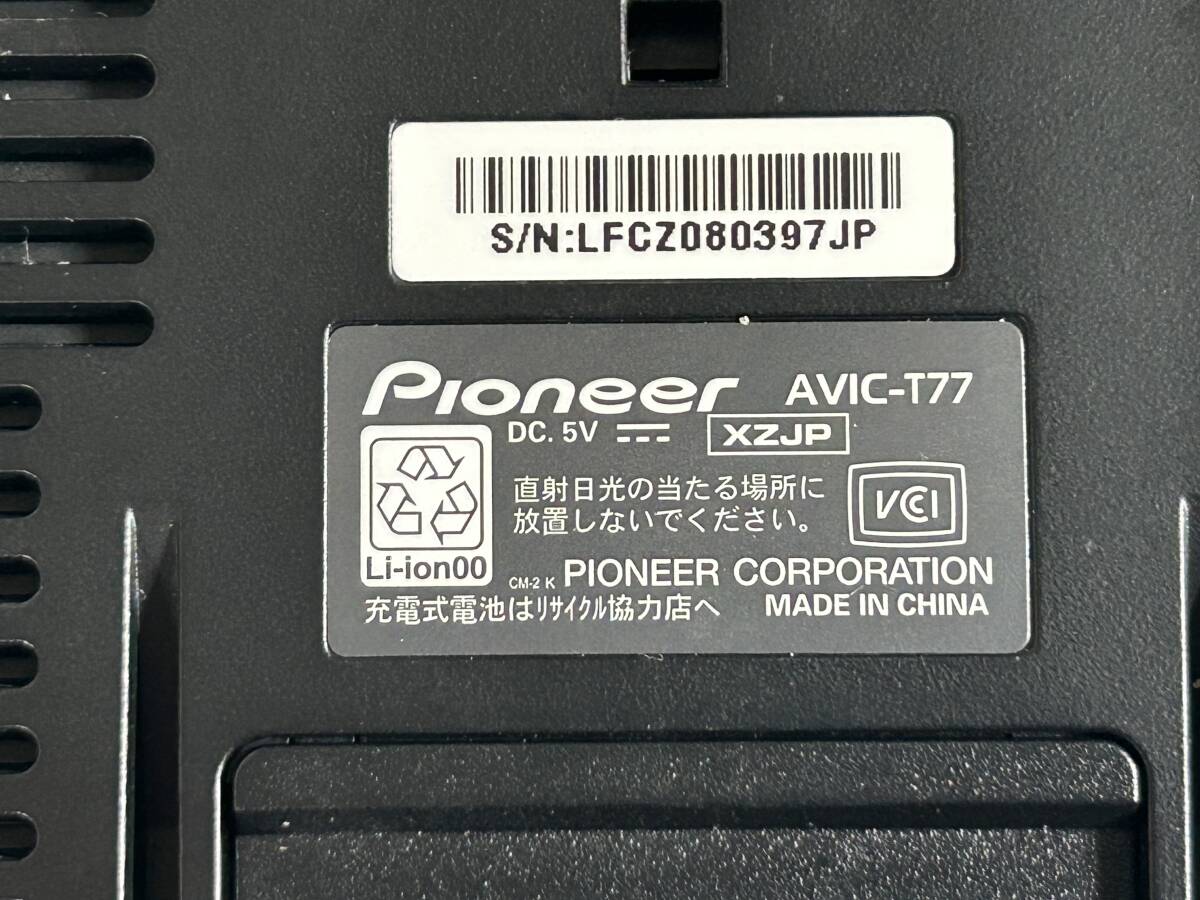 S/N:LFCZ080397JP
Pioneer AVIC-T77
DC. 5V XZJP
直射日光の当たる場所に
放置しないでください。
VCCI
Li-ion00
CM-2 K PIONEER CORPORATION
充電式電池はリサイクル協力店へ MADE IN CHINA